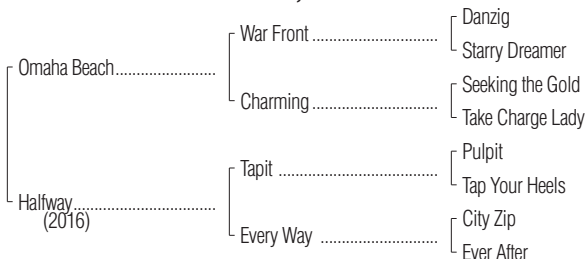 Danzig
War Front
Starry Dreamer
Omaha Beach
Seeking the Gold
Charming
Take Charge Lady
Pulpit
Tapit
Tap Your Heels
Halfway
(2016)
City Zip
Every Way
Ever After